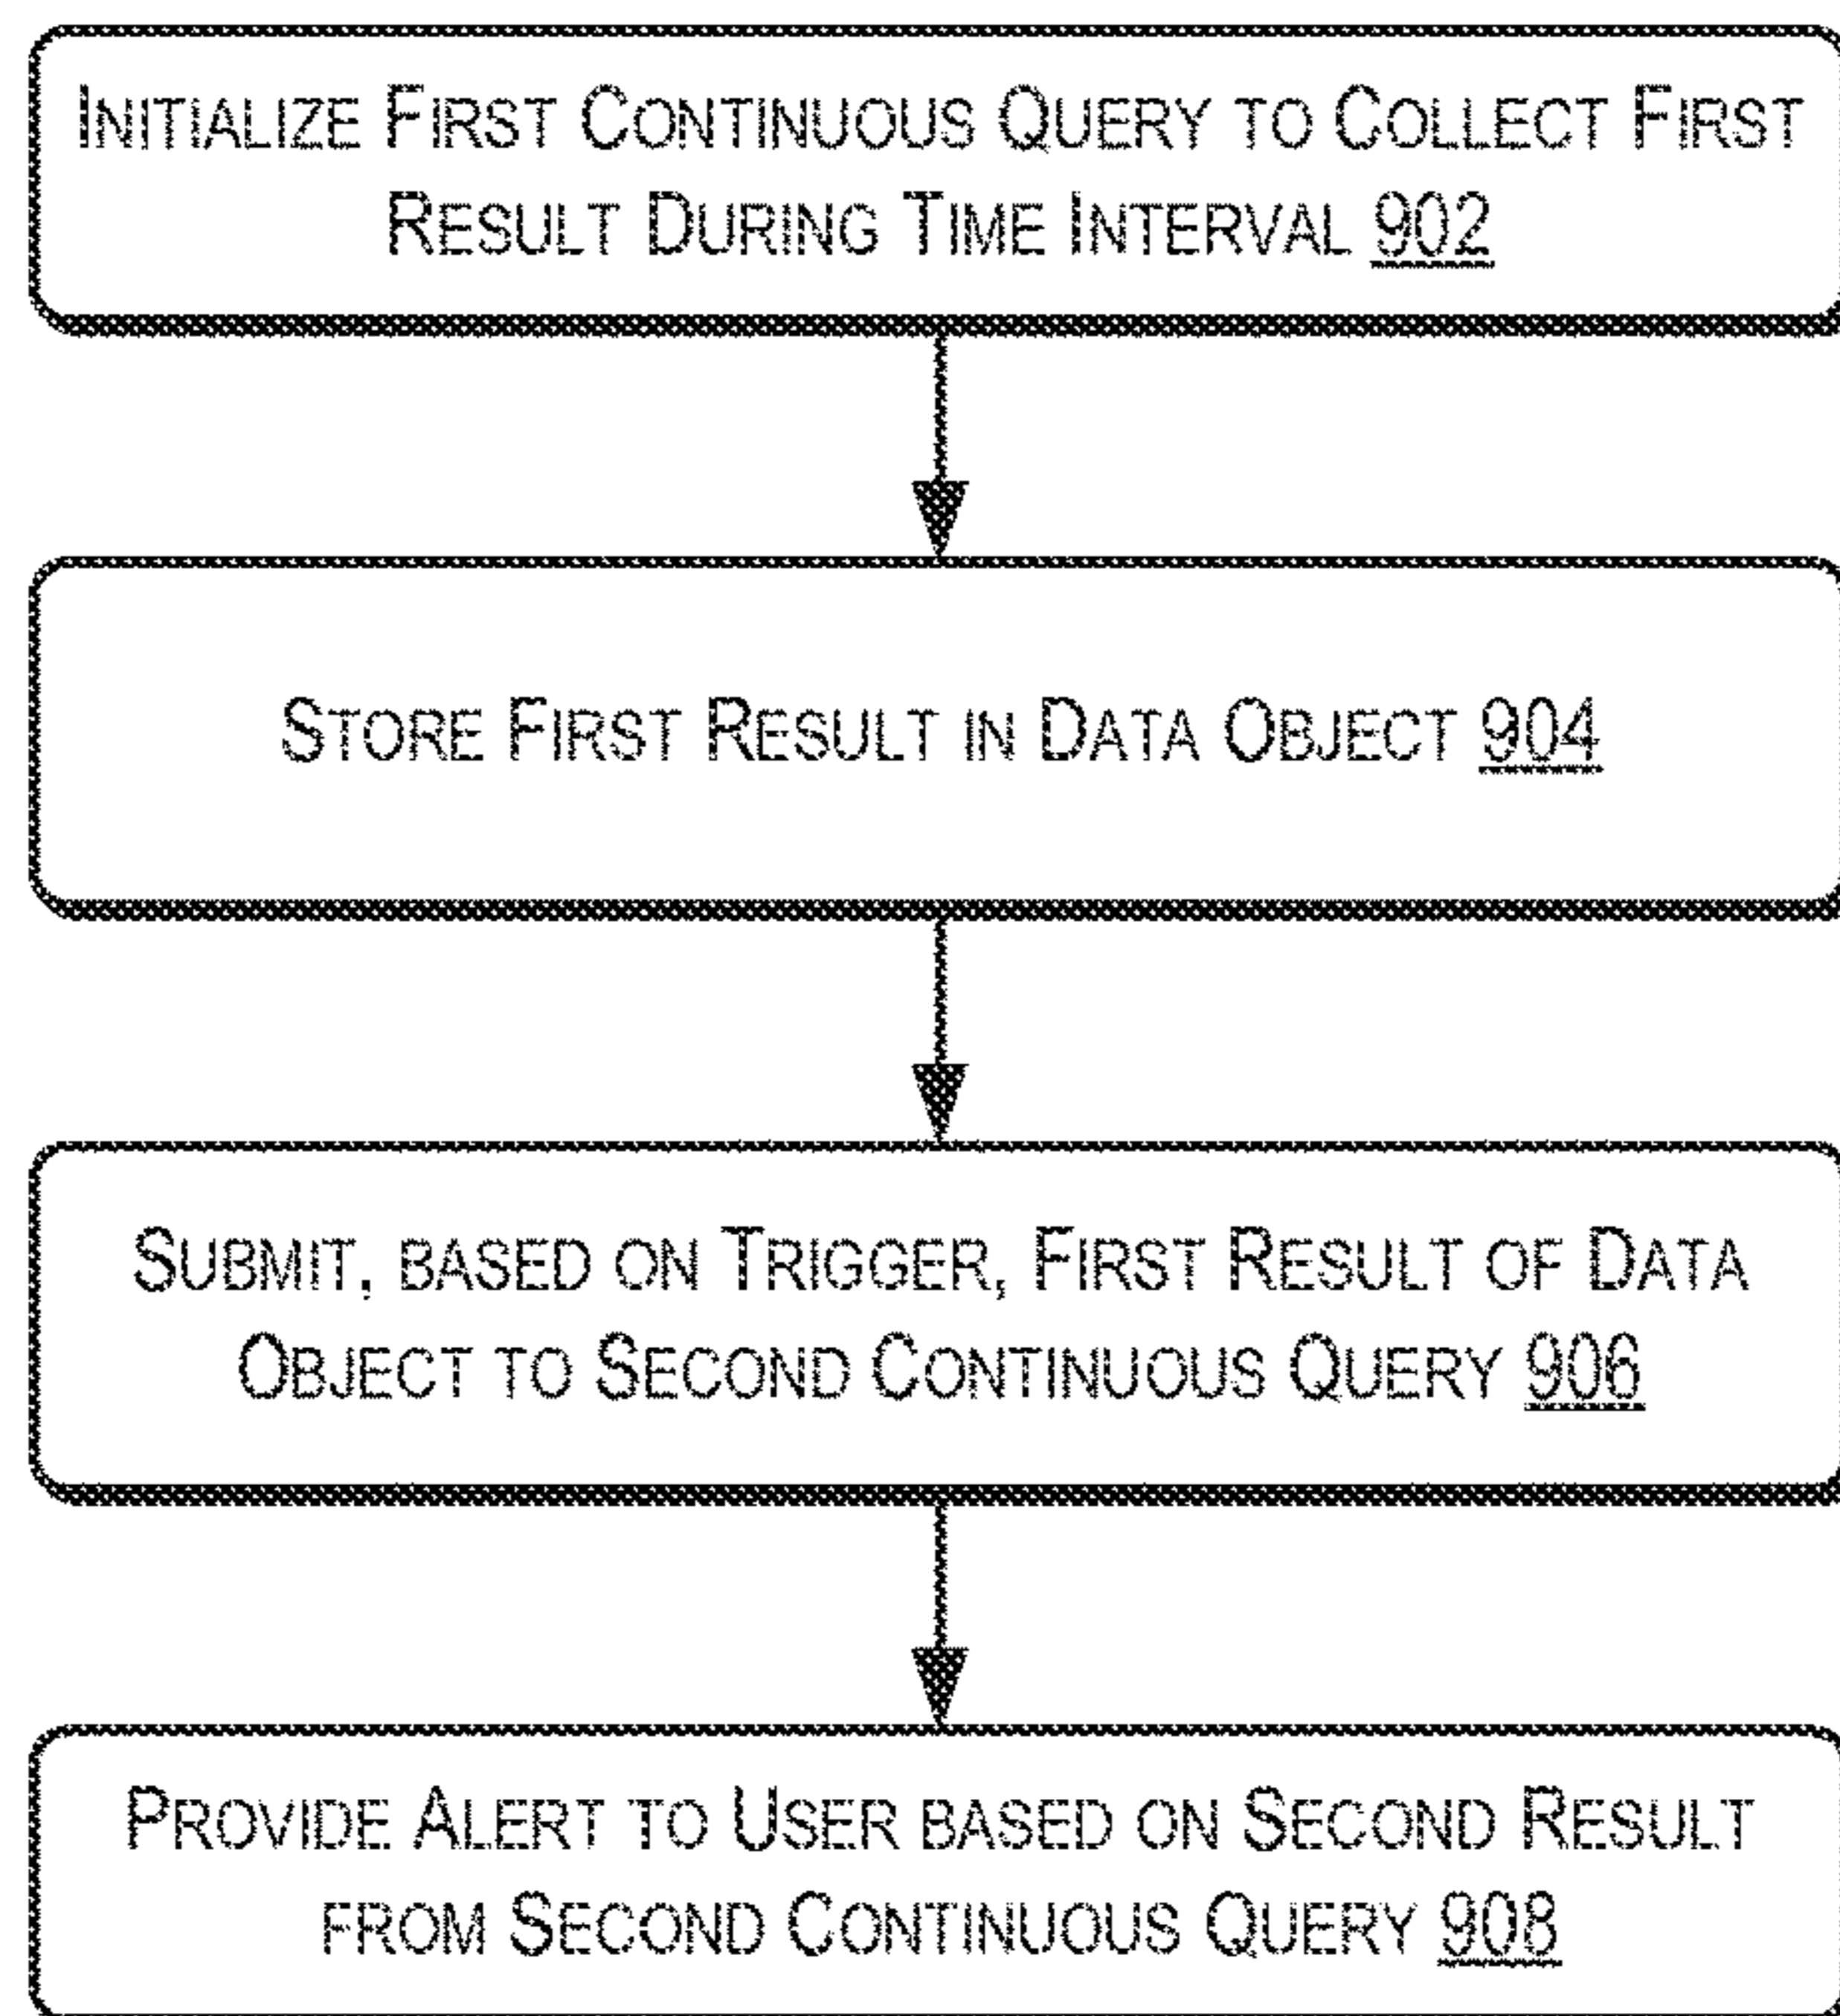 INITIALIZE FIRST CONTINUOUS QUERY TO COLLECT FIRST
RESULT DURING TIME INTERVAL 902
STORE FIRST RESULT IN DATA OBJECT 904
SUBMIT, BASED ON TRIGGER, FIRST RESULT OF DATA
OBJECT TO SECOND CONTINUOUS QUERY 906
PROVIDE ALERT TO USER BASED ON SECOND RESULT
FROM SECOND CONTINUOUS QUERY 908